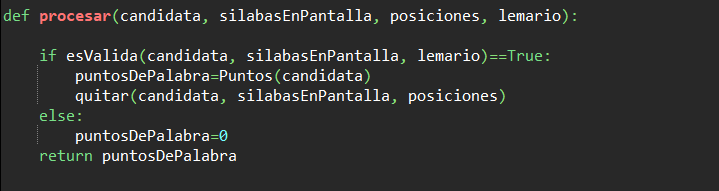 def procesar(candidata, silabasEnPantalla, posiciones, lemario):
if esValida(candidata, silabasEnPantalla, lemario)==True:
puntosDePalabra=Puntos(candidata)
quitar(candidata, silabasEnPantalla, posiciones)
else:
puntosDePalabra=0
return puntosDePalabra